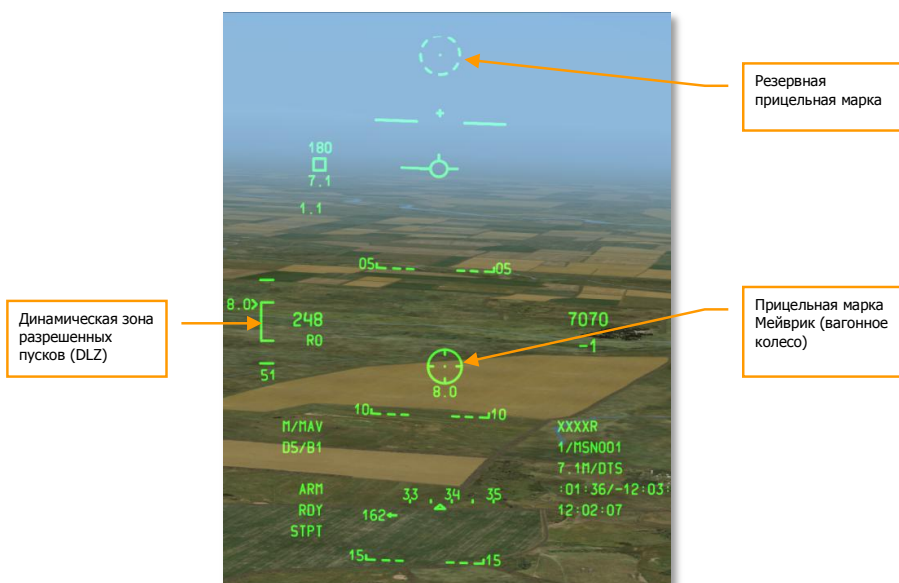 Резервная
прицельная марка
180
7.1
1.1
05 05
8.0>
Динамическая зона
разрешенных
пусков (DLZ)
248
RO
7070
-1
Прицельная марка
Мейврик (вагонное
колесо)
51
8.0
10 10
M/MAV
D5/B1
XXXXR
1/MSN001
7.1M/DTS
:01:36/-12:03:
12:02:07
ARM
RDY
STPT
33 . 34 . 35
162
15 15